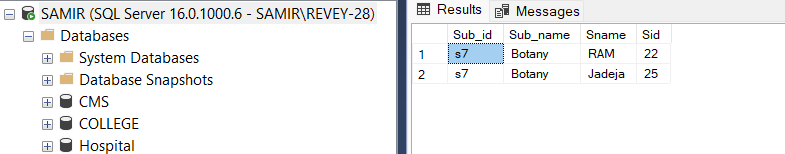 SAMIR (SQL Server 16.0.1000.6 - SAMIR\REVEY-28)
Databases
System Databases
Database Snapshots
CMS
COLLEGE
Hospital
Results Messages
Sub_id Sub_name Sname Sid
1 s7 Botany RAM 22
2 s7 Botany Jadeja 25